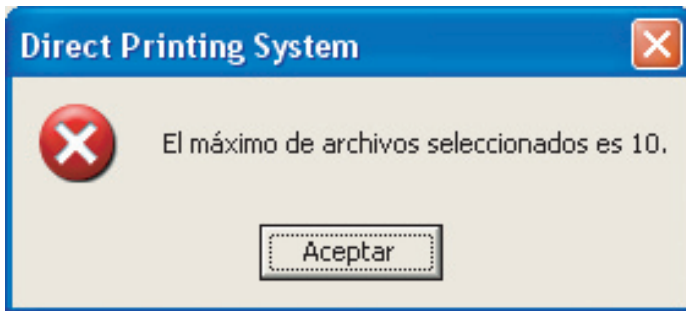 Direct Printing System
El máximo de archivos seleccionados es 10.
Aceptar